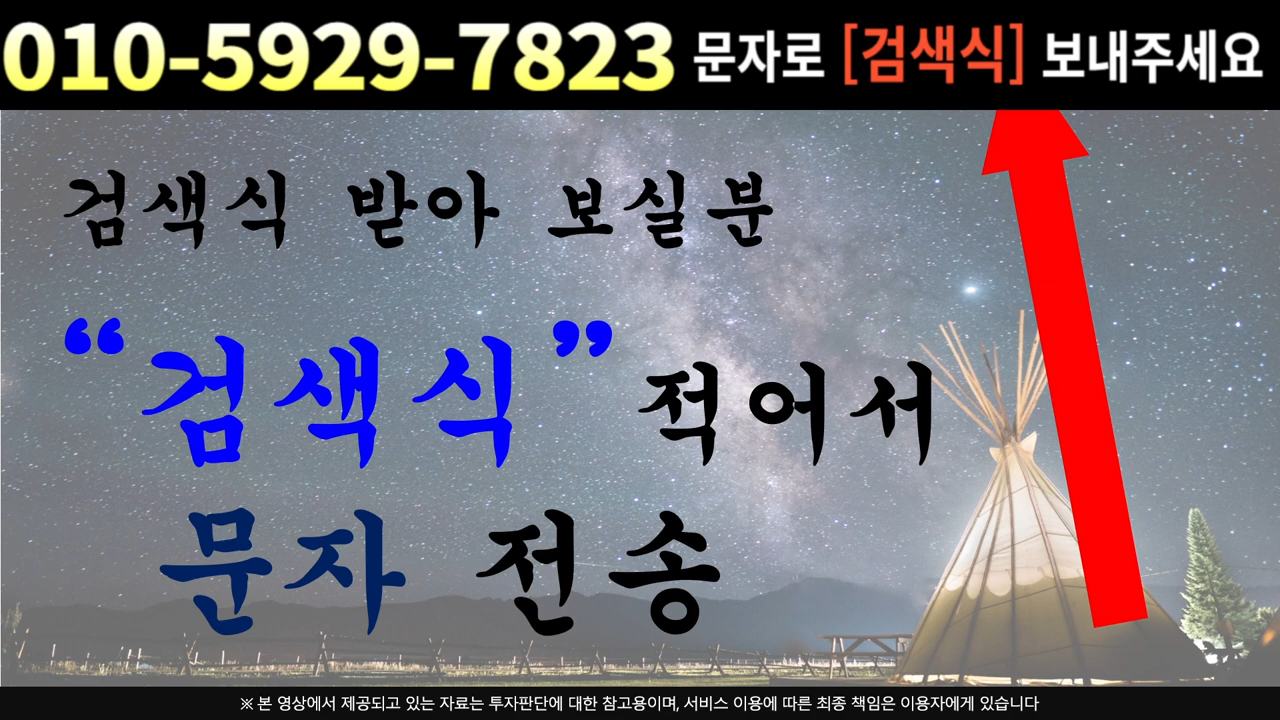 010-5929-7823 문자로 [검색식] 보내주세요
검색식 받아 보실분
“검색식” 적어서
문자 전송
※ 본 영상에서 제공되고 있는 자료는 투자판단에 대한 참고용이며, 서비스 이용에 따른 최종 책임은 이용자에게 있습니다